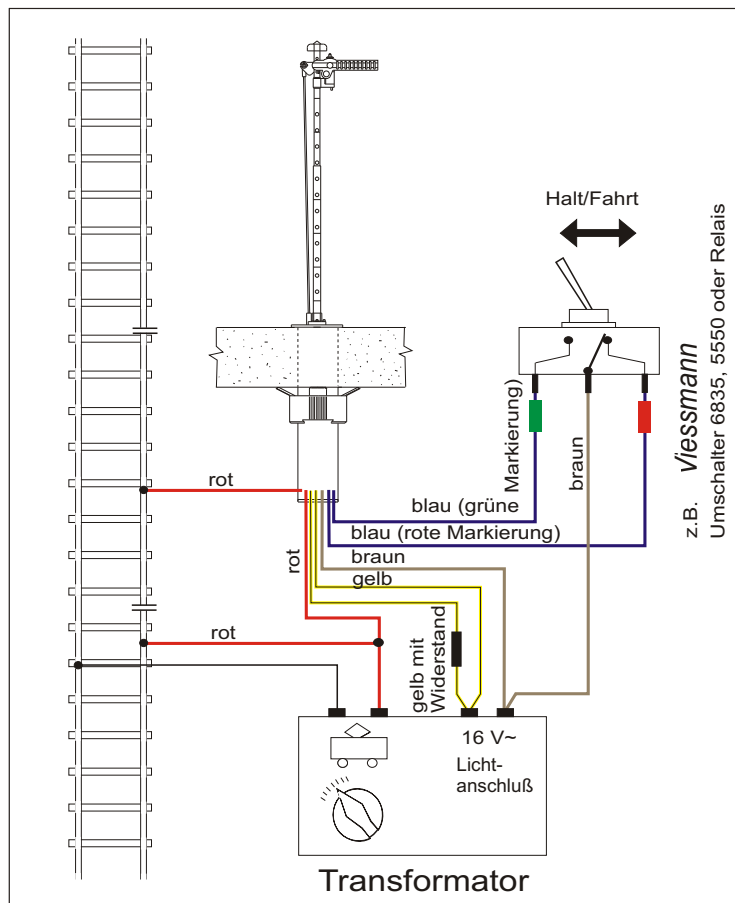 Halt/Fahrt
z.B. Viessmann
Umschalter 6835, 5550 oder Relais
Markierung)
braun
rot
blau (grüne
blau (rote Markierung)
braun
rot
gelb
rot
gelb mit
Widerstand
16 V~
Licht-
anschluß
Transformator